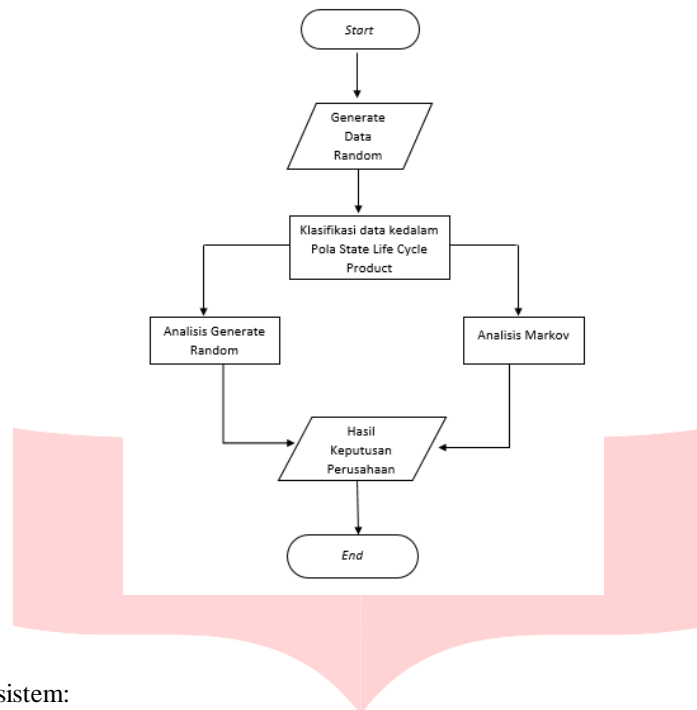 Start
Generate
Data
Random
Klasifikasi data kedalam
Pola State Life Cycle
Product
Analisis Generate
Random
Analisis Markov
Hasil
Keputusan
Perusahaan
End
sistem: